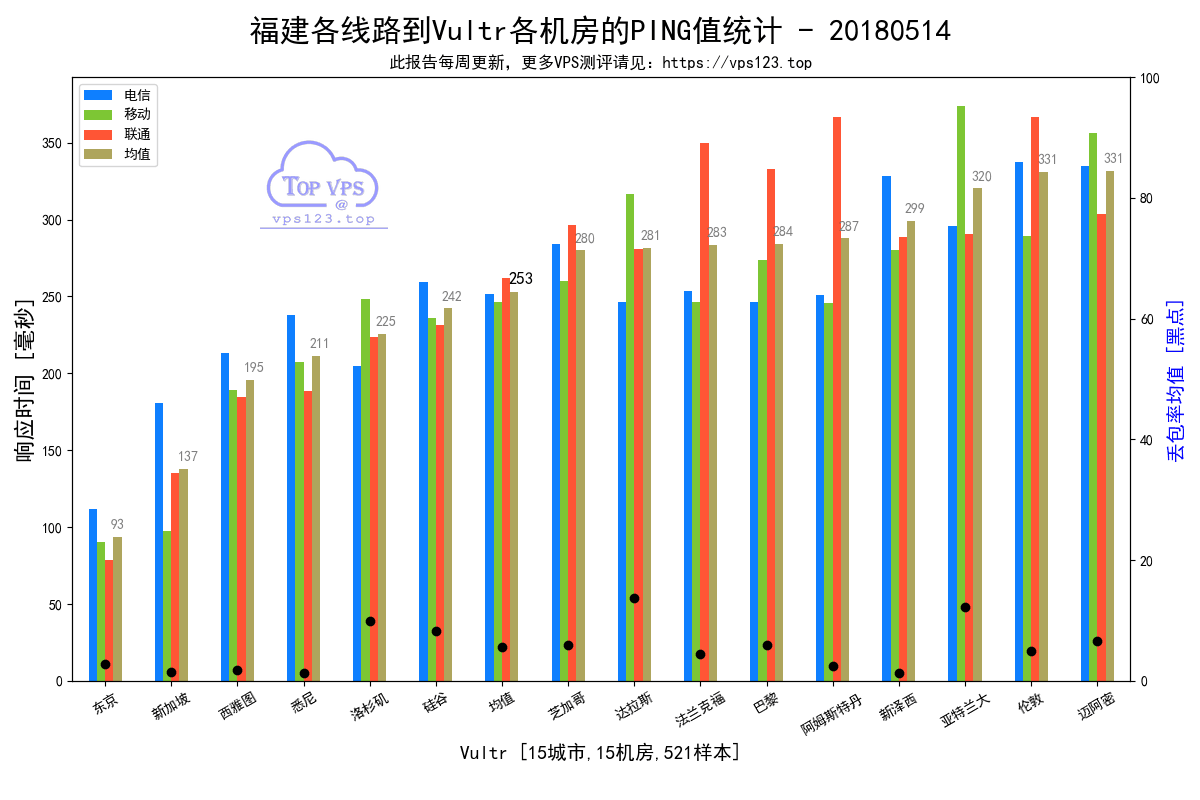 福建各线路到Vultr各机房的PING值统计 - 20180514
此报告每周更新，更多VPS测评请见：https://vps123.top
电信
移动
联通
均值
TOP VPS
@
vps123.top
响应时间 [毫秒]
0
50
100
150
200
250
300
350
93
137
195
211
225
242
253
280
281
283
284
287
299
320
331
331
0
20
40
60
80
100
丢包率均值 [黑点]
东京
新加坡
西雅图
悉尼
洛杉矶
硅谷
均值
芝加哥
达拉斯
法兰克福
巴黎
阿姆斯特丹
新泽西
亚特兰大
伦敦
迈阿密
Vultr [15城市,15机房,521样本]